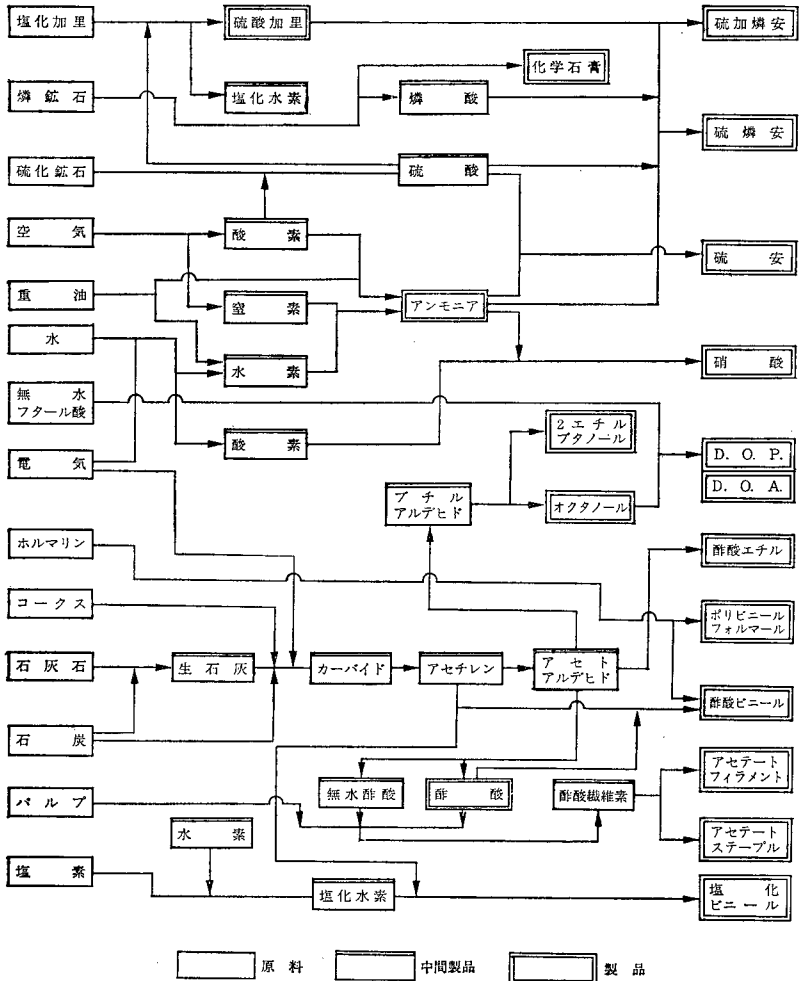 塩化加里
硫酸加里
硫加燐安
化学石膏
燐鉱石
塩化水素
燐酸
硫燐安
硫化鉱石
硫酸
空気
酸素
硫安
重油
窒素
アンモニア
水
水素
硝酸
無水
フタール酸
酸素
2エチル
ブタノール
電気
D. O. P.
D. O. A.
ブチル
アルデヒド
オクタノール
ホルマリン
酢酸エチル
コークス
ポリビニール
フォルマール
石灰石
生石灰
カーバイド
アセチレン
アセト
アルデヒド
酢酸ビニール
石炭
アセテート
フィラメント
パルプ
無水酢酸
酢酸
酢酸繊維素
水素
アセテート
ステープル
塩素
塩化水素
塩化
ビニール
原料
中間製品
製品